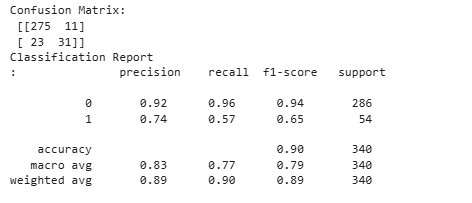 Confusion Matrix:
[[275  11]
[ 23  31]]
Classification Report
:               precision    recall  f1-score   support
0       0.92      0.96      0.94       286
1       0.74      0.57      0.65        54
accuracy                           0.90       340
macro avg       0.83      0.77      0.79       340
weighted avg       0.89      0.90      0.89       340